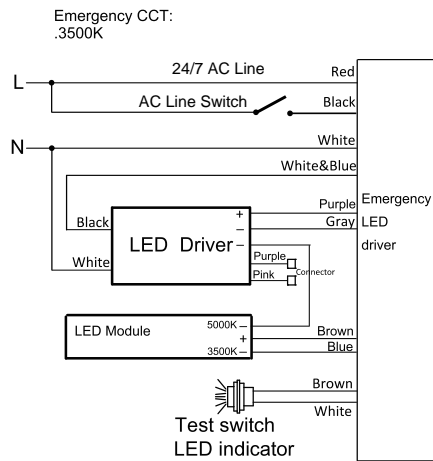 Emergency CCT:
.3500K
24/7 AC Line
Red
L
AC Line Switch
Black
White
N
White&Blue
Purple
Emergency
Gray
LED
driver
Black
LED Driver
+
–
–
White
Purple
Pink
Connector
LED Module
5000K –
+
3500K –
Brown
Blue
Brown
White
Test switch
LED indicator